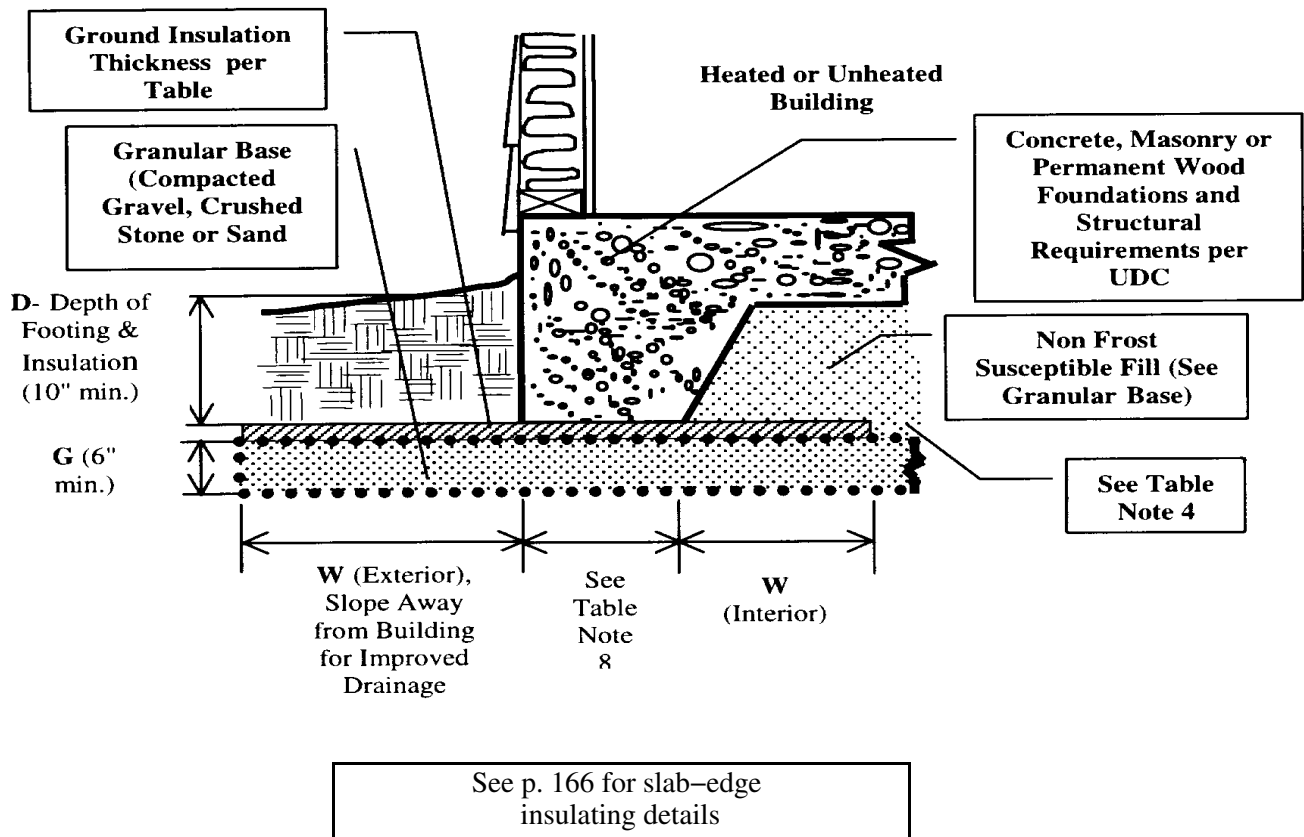 Ground Insulation
Thickness per
Table
Heated or Unheated
Building
Granular Base
(Compacted
Gravel, Crushed
Stone or Sand
Concrete, Masonry or
Permanent Wood
Foundations and
Structural
Requirements per
UDC
D- Depth of
Footing &
Insulation
(10" min.)
Non Frost
Susceptible Fill (See
Granular Base)
G (6"
min.)
See Table
Note 4
W (Exterior),
Slope Away
from Building
for Improved
Drainage
See
Table
Note
8
W
(Interior)
See p. 166 for slab-edge
insulating details